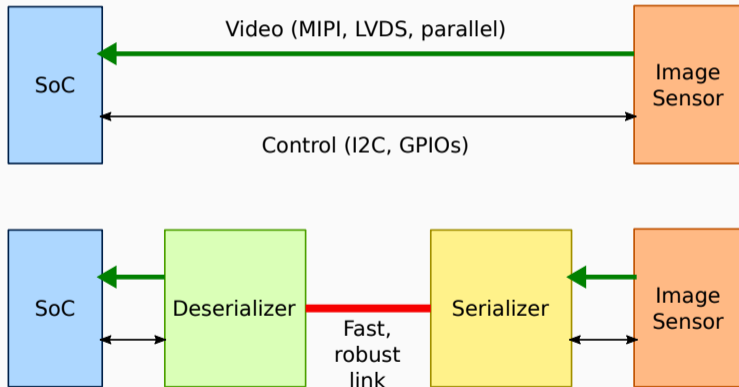 Video (MIPI, LVDS, parallel)
SoC
Image
Sensor
Control (I2C, GPIOs)
SoC
Deserializer
Fast,
robust
link
Serializer
Image
Sensor